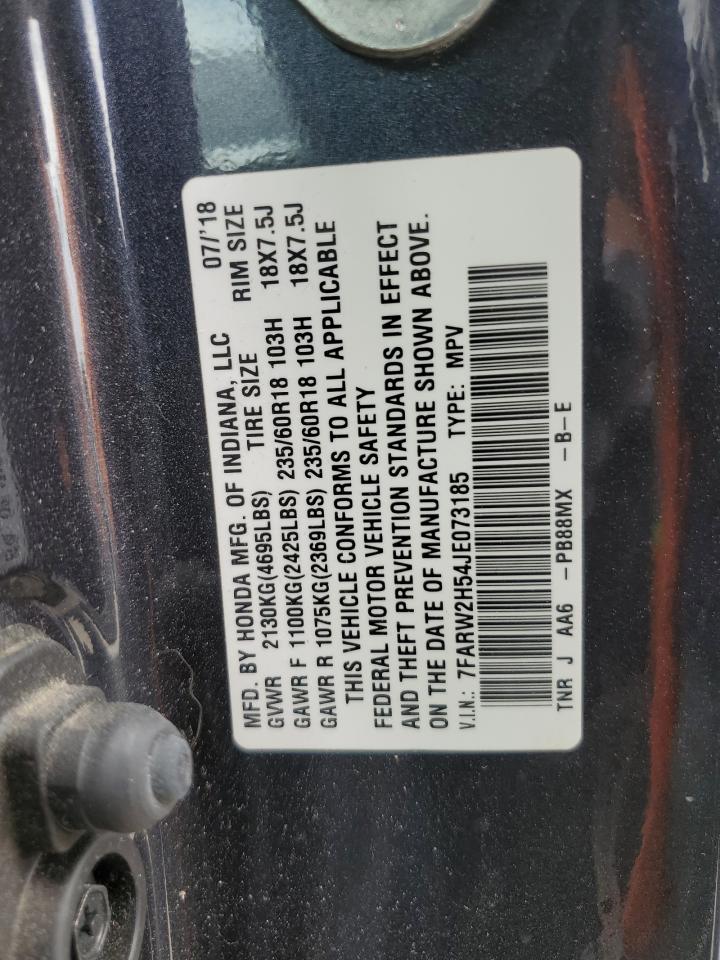 MFD. BY HONDA MFG. OF INDIANA, LLC 07/'18
TIRE SIZE RIM SIZE
GVWR 2130KG(4695LBS)
GAWR F 1100KG(2425LBS) 235/60R18 103H 18X7.5J
GAWR R 1075KG(2369LBS) 235/60R18 103H 18X7.5J
THIS VEHICLE CONFORMS TO ALL APPLICABLE
FEDERAL MOTOR VEHICLE SAFETY
AND THEFT PREVENTION STANDARDS IN EFFECT
ON THE DATE OF MANUFACTURE SHOWN ABOVE.
V.I.N.: 7FARW2H54JE073185 TYPE: MPV
TNR J AA6 -PB88MX -B-E